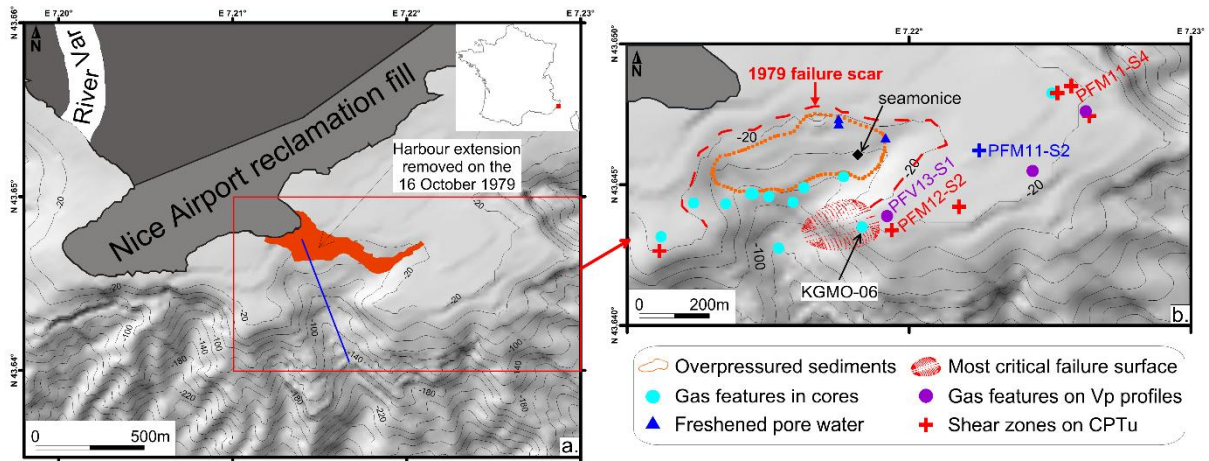 E 7.20°
E 7.21°
E 7.22°
E 7.23°
N 43.66°
N
River Var
Nice Airport reclamation fill
Harbour extension
removed on the
16 October 1979
N 43.65°
N 43.64°
-20
-20
-20
-20
-20
-100
-140
-180
-220
-100
-140
-180
-220
-140
-180
-100
-180
0
500m
a.
E 7.22
E 7.23
N 43.650
N
1979 failure scar
seamonice
PFM11-S4
PFM11-S2
PFV13-S1
PFM12-S2
N 43.645
-20
-20
-20
-20
-100
KGMO-06
0
200m
N 43.640
b.
Overpressured sediments
Most critical failure surface
Gas features in cores
Gas features on Vp profiles
Freshened pore water
Shear zones on CPTu